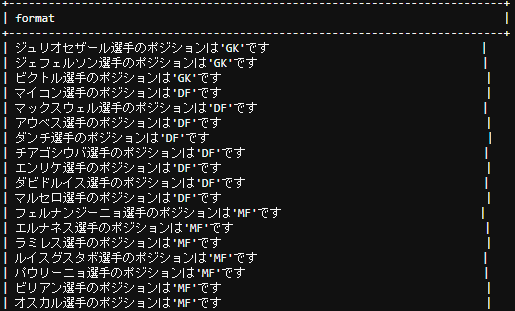 +------------------------------------------------------------------+
| format |
+------------------------------------------------------------------+
| ジュリオセザール選手のポジションは'GK'です |
| ジェフェルソン選手のポジションは'GK'です |
| ビクトル選手のポジションは'GK'です |
| マイコン選手のポジションは'DF'です |
| マックスウェル選手のポジションは'DF'です |
| アウベス選手のポジションは'DF'です |
| ダンチ選手のポジションは'DF'です |
| チアゴシウバ選手のポジションは'DF'です |
| エンリケ選手のポジションは'DF'です |
| ダビドルイス選手のポジションは'DF'です |
| マルセロ選手のポジションは'DF'です |
| フェルナンジーニョ選手のポジションは'MF'です |
| エルナネス選手のポジションは'MF'です |
| ラミレス選手のポジションは'MF'です |
| ルイスグスタボ選手のポジションは'MF'です |
| パウリーニョ選手のポジションは'MF'です |
| ビリアン選手のポジションは'MF'です |
| オスカル選手のポジションは'MF'です |